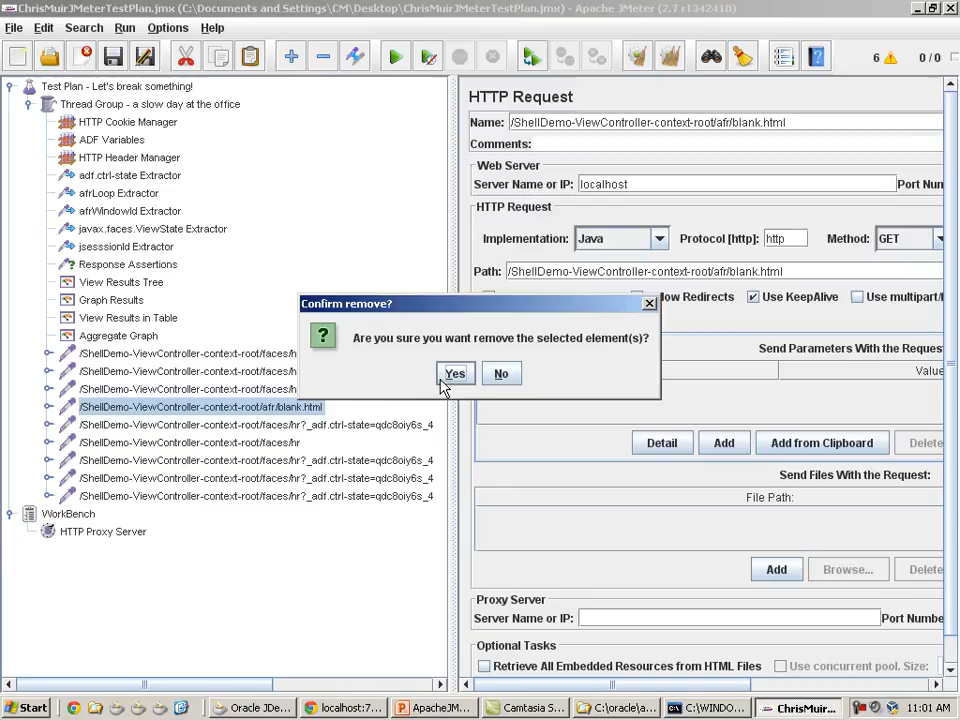 ChrisMuirJMeterTestPlan.jmx (C:\Documents and Settings\CM\Desktop\ChrisMuirJMeterTestPlan.jmx) - Apache JMeter (2.7 r1342410)
File Edit Search Run Options Help
6 0/0
Test Plan - Let's break something!
Thread Group - a slow day at the office
HTTP Cookie Manager
ADF Variables
HTTP Header Manager
adf.ctrl-state Extractor
afrLoop Extractor
afrWindowId Extractor
javax.faces.ViewState Extractor
jsesssionId Extractor
Response Assertions
View Results Tree
Graph Results
View Results in Table
Aggregate Graph
/ShellDemo-ViewController-context-root/faces/h
/ShellDemo-ViewController-context-root/faces/h
/ShellDemo-ViewController-context-root/faces/h
/ShellDemo-ViewController-context-root/afr/blank.html
/ShellDemo-ViewController-context-root/faces/hr?_adf.ctrl-state=qdc8oiy6s_4
/ShellDemo-ViewController-context-root/faces/hr
/ShellDemo-ViewController-context-root/faces/hr?_adf.ctrl-state=qdc8oiy6s_4
/ShellDemo-ViewController-context-root/faces/hr?_adf.ctrl-state=qdc8oiy6s_4
/ShellDemo-ViewController-context-root/faces/hr?_adf.ctrl-state=qdc8oiy6s_4
WorkBench
HTTP Proxy Server
HTTP Request
Name: /ShellDemo-ViewController-context-root/afr/blank.html
Comments:
Web Server
Server Name or IP: localhost Port Num
HTTP Request
Implementation: Java Protocol [http]: http Method: GET
Path: /ShellDemo-ViewController-context-root/afr/blank.html
low Redirects Use KeepAlive Use multipart/f
Send Parameters With the Request:
Value
Detail Add Add from Clipboard Delete
Send Files With the Request:
File Path:
Add Browse... Delete
Proxy Server
Server Name or IP: Port Number
Optional Tasks
Retrieve All Embedded Resources from HTML Files Use concurrent pool. Size:
Confirm remove?
Are you sure you want remove the selected element(s)?
Yes No
Start Oracle JDe... localhost:7... ApacheJM... Camtasia S... C:\oracle\a... C:\WINDO... ChrisMuir... 11:01 AM